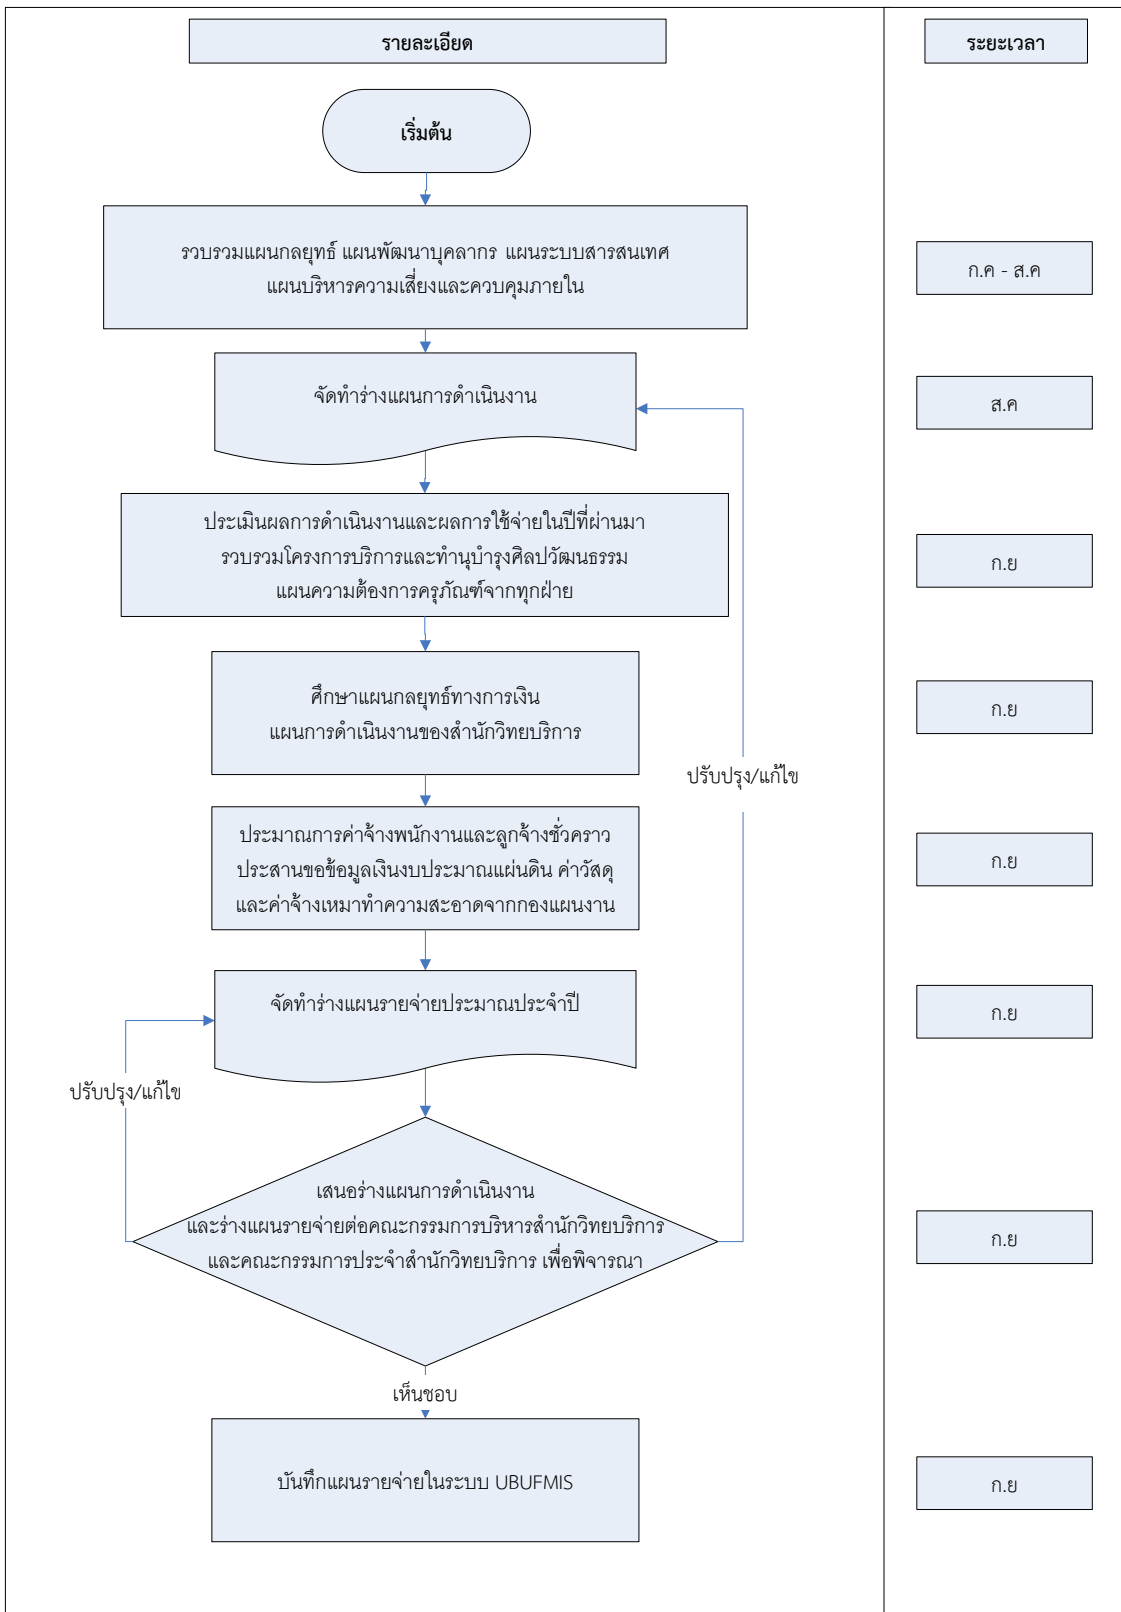 รายละเอียด
ระยะเวลา
เริ่มต้น
รวบรวมแผนกลยุทธ์ แผนพัฒนาบุคลากร แผนระบบสารสนเทศ
แผนบริหารความเสี่ยงและควบคุมภายใน
ก.ค - ส.ค
จัดทำร่างแผนการดำเนินงาน
ส.ค
ประเมินผลการดำเนินงานและผลการใช้จ่ายในปีที่ผ่านมา
รวบรวมโครงการบริการและทำนุบำรุงศิลปวัฒนธรรม
แผนความต้องการครุภัณฑ์จากทุกฝ่าย
ก.ย
ศึกษาแผนกลยุทธ์ทางการเงิน
แผนการดำเนินงานของสำนักวิทยบริการ
ก.ย
ปรับปรุง/แก้ไข
ประมาณการค่าจ้างพนักงานและลูกจ้างชั่วคราว
ประสานขอข้อมูลเงินงบประมาณแผ่นดิน ค่าวัสดุ
และค่าจ้างเหมาทำความสะอาดจากกองแผนงาน
ก.ย
จัดทำร่างแผนรายจ่ายประมาณประจำปี
ก.ย
ปรับปรุง/แก้ไข
เสนอร่างแผนการดำเนินงาน
และร่างแผนรายจ่ายต่อคณะกรรมการบริหารสำนักวิทยบริการ
และคณะกรรมการประจำสำนักวิทยบริการ เพื่อพิจารณา
ก.ย
เห็นชอบ
บันทึกแผนรายจ่ายในระบบ UBUFMIS
ก.ย